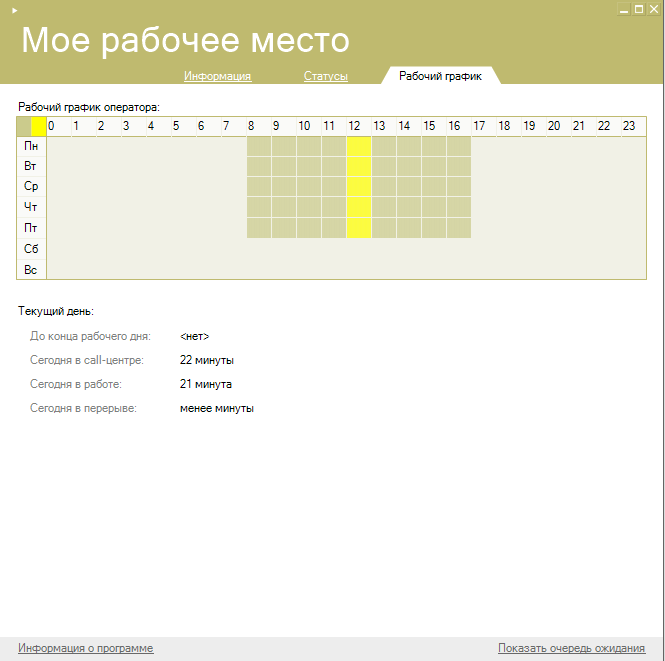 Мое рабочее место
Информация Статусы Рабочий график
Рабочий график оператора:
0 1 2 3 4 5 6 7 8 9 10 11 12 13 14 15 16 17 18 19 20 21 22 23
Пн
Вт
Ср
Чт
Пт
Сб
Вс
Текущий день:
До конца рабочего дня: <нет>
Сегодня в call-центре: 22 минуты
Сегодня в работе: 21 минута
Сегодня в перерыве: менее минуты
Информация о программе Показать очередь ожидания